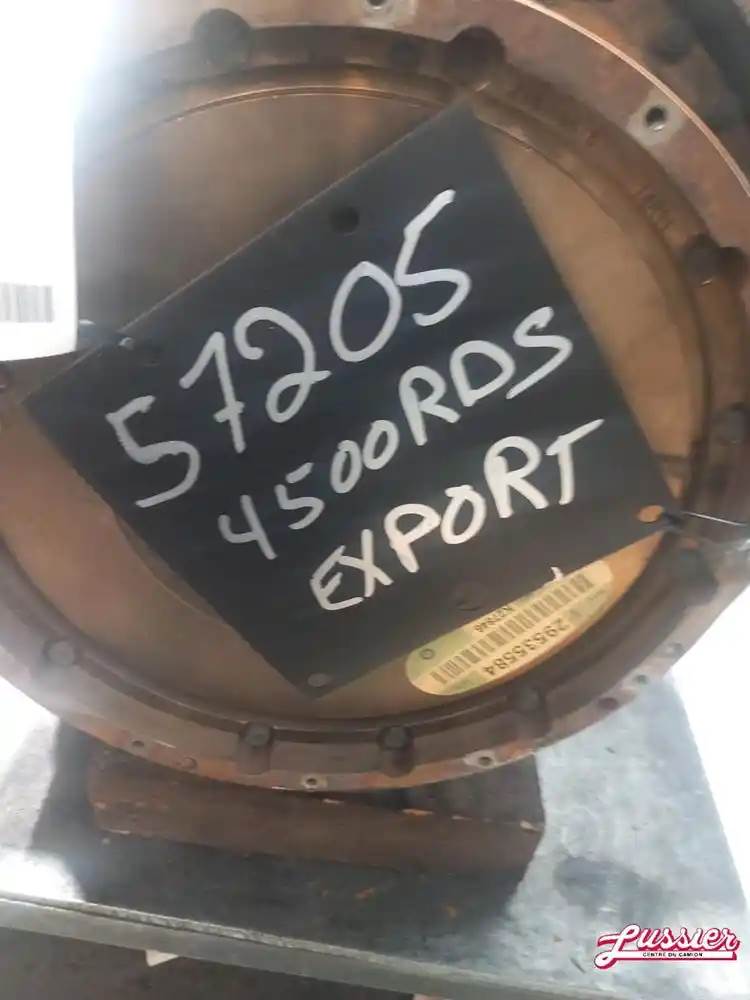 57205
4500RDS
EXPORT
29535584
Lussier
CENTRE DU CAMION